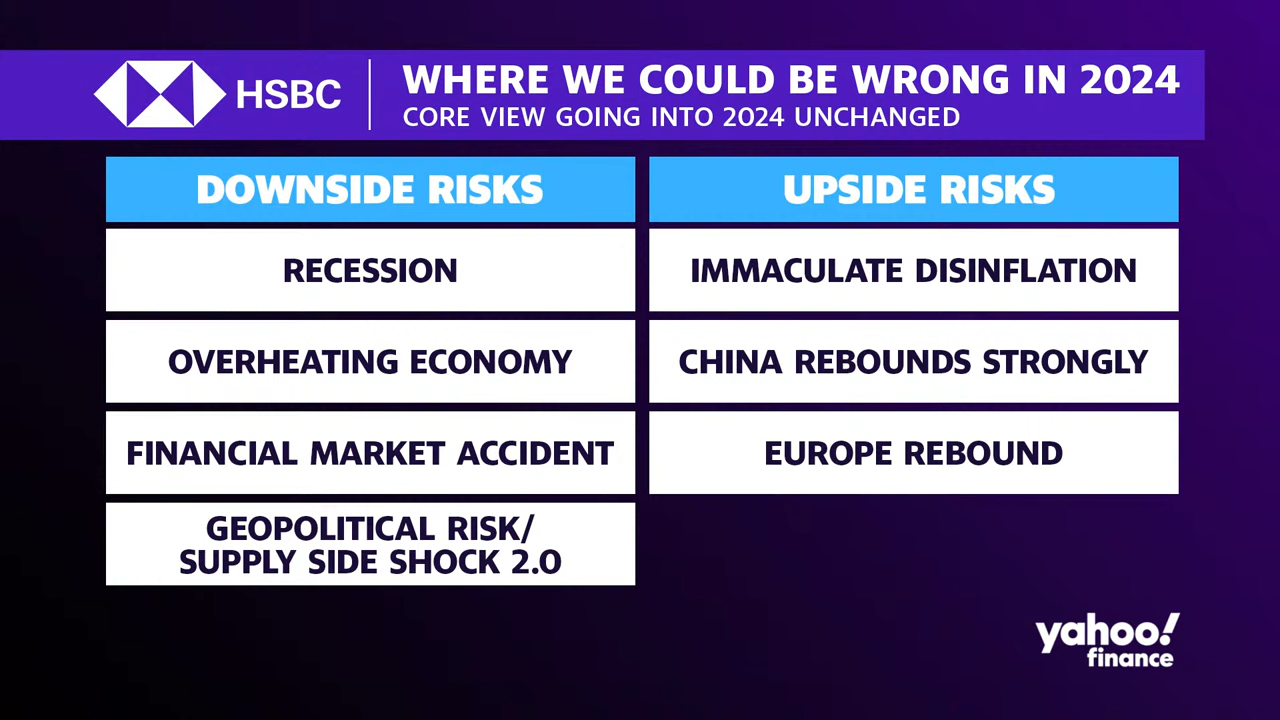 HSBC
WHERE WE COULD BE WRONG IN 2024
CORE VIEW GOING INTO 2024 UNCHANGED
DOWNSIDE RISKS
RECESSION
OVERHEATING ECONOMY
FINANCIAL MARKET ACCIDENT
GEOPOLITICAL RISK/
SUPPLY SIDE SHOCK 2.0
UPSIDE RISKS
IMMACULATE DISINFLATION
CHINA REBOUNDS STRONGLY
EUROPE REBOUND
yahoo!
finance